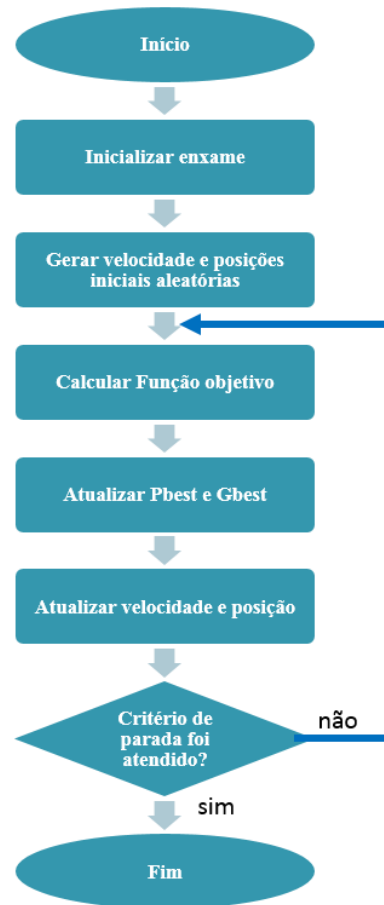 Início
Inicializar enxame
Gerar velocidade e posições
iniciais aleatórias
Calcular Função objetivo
Atualizar Pbest e Gbest
Atualizar velocidade e posição
Critério de
parada foi
atendido?
não
sim
Fim